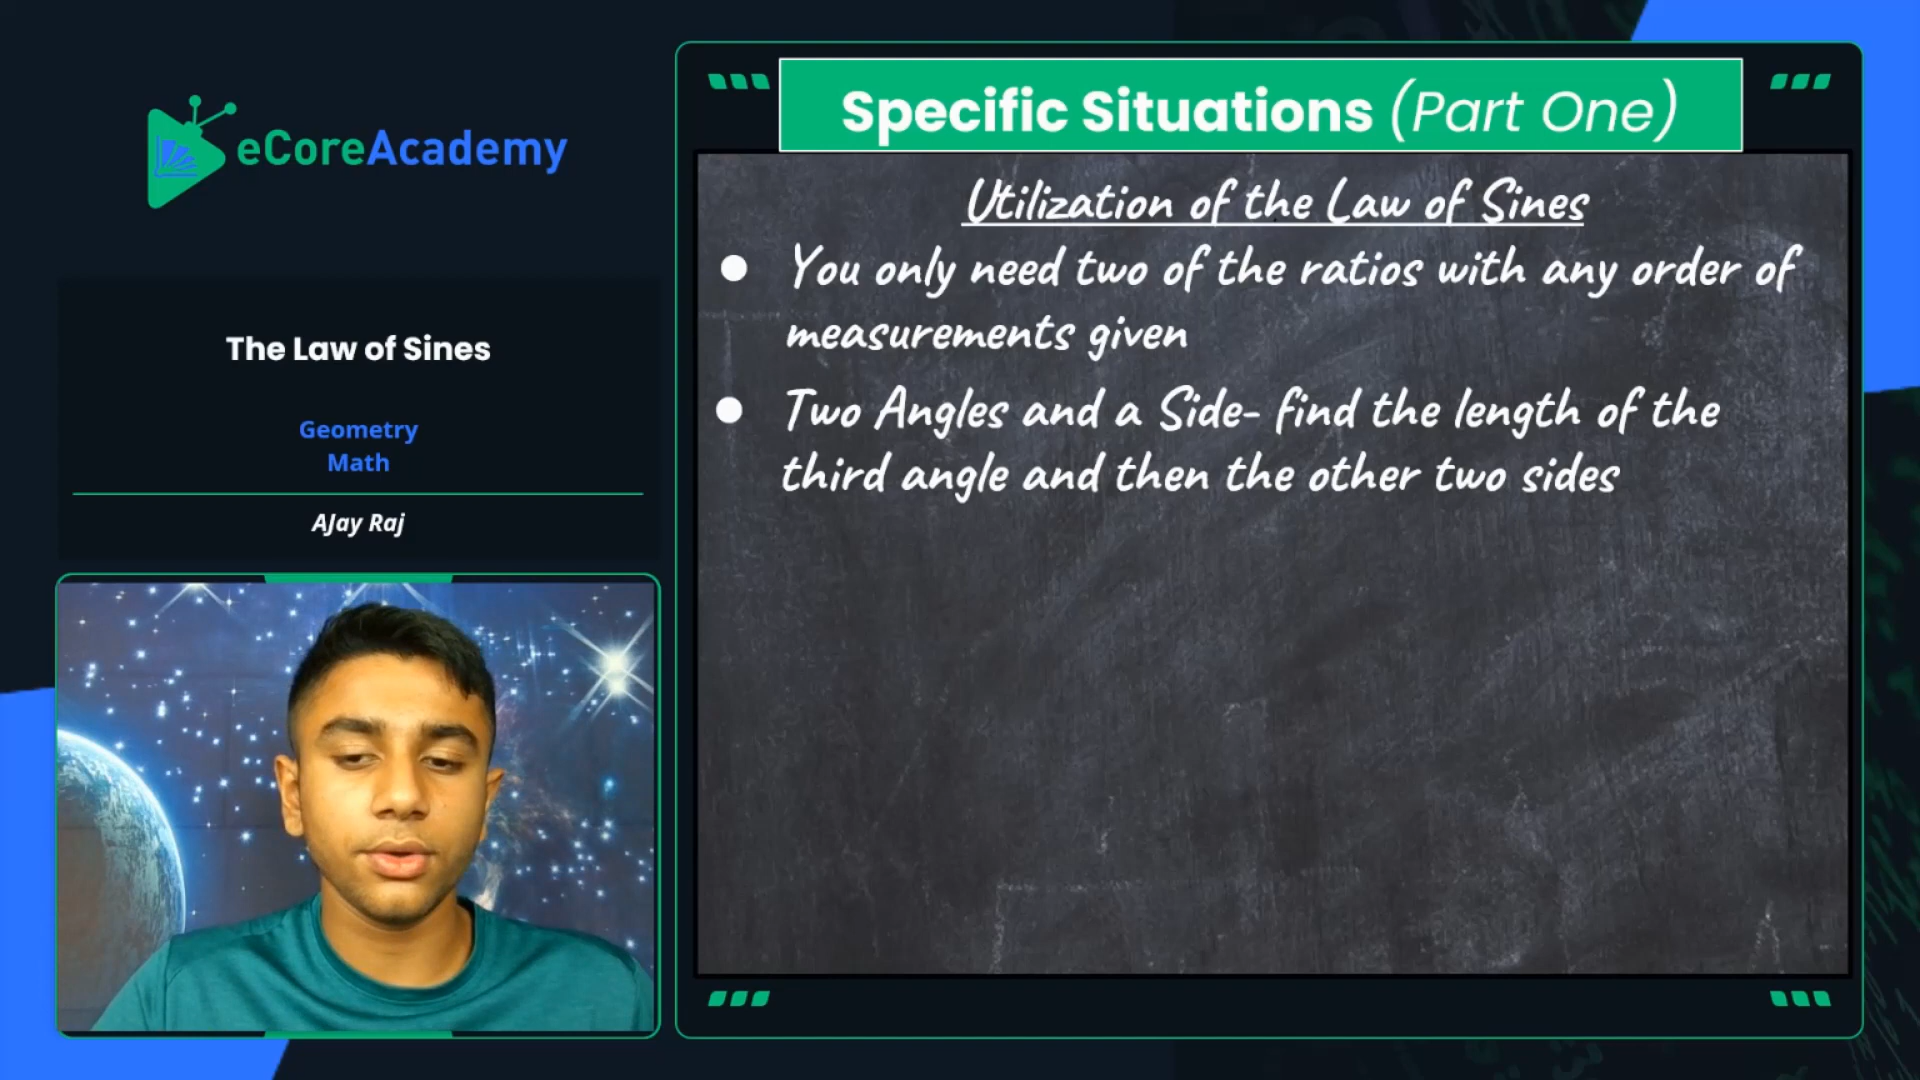 eCoreAcademy
The Law of Sines
Geometry
Math
AJay Raj
Specific Situations (Part One)
Utilization of the Law of Sines
● You only need two of the ratios with any order of
measurements given
● Two Angles and a Side- find the length of the
third angle and then the other two sides